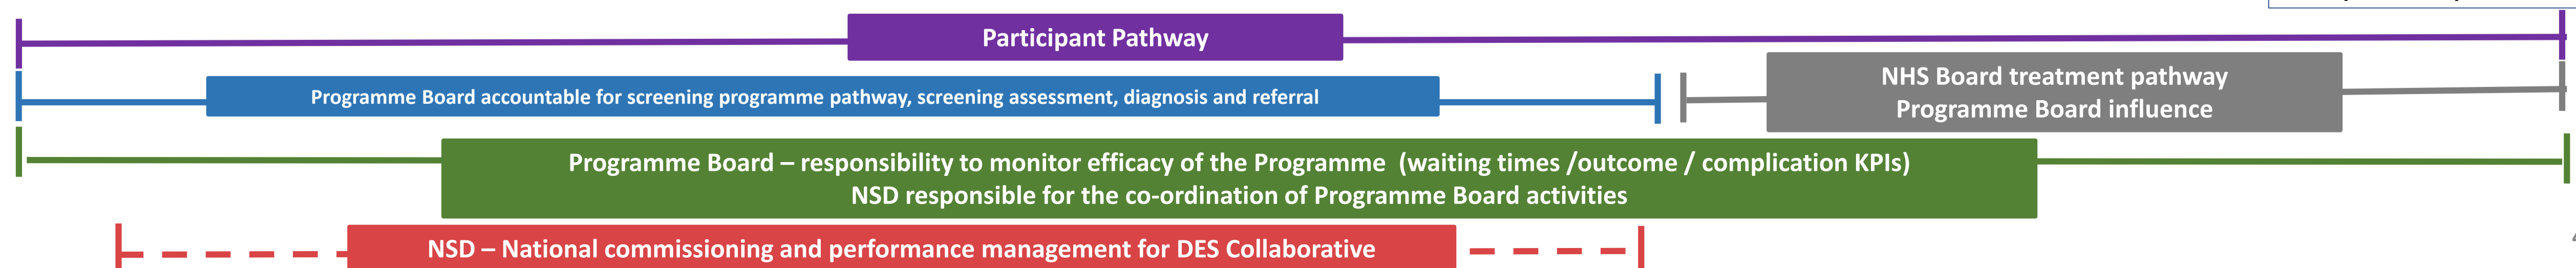 Participant Pathway
Programme Board accountable for screening programme pathway, screening assessment, diagnosis and referral
NHS Board treatment pathway
Programme Board influence
Programme Board – responsibility to monitor efficacy of the Programme  (waiting times /outcome / complication KPIs)
NSD responsible for the co-ordination of Programme Board activities
NSD – National commissioning and performance management for DES Collaborative